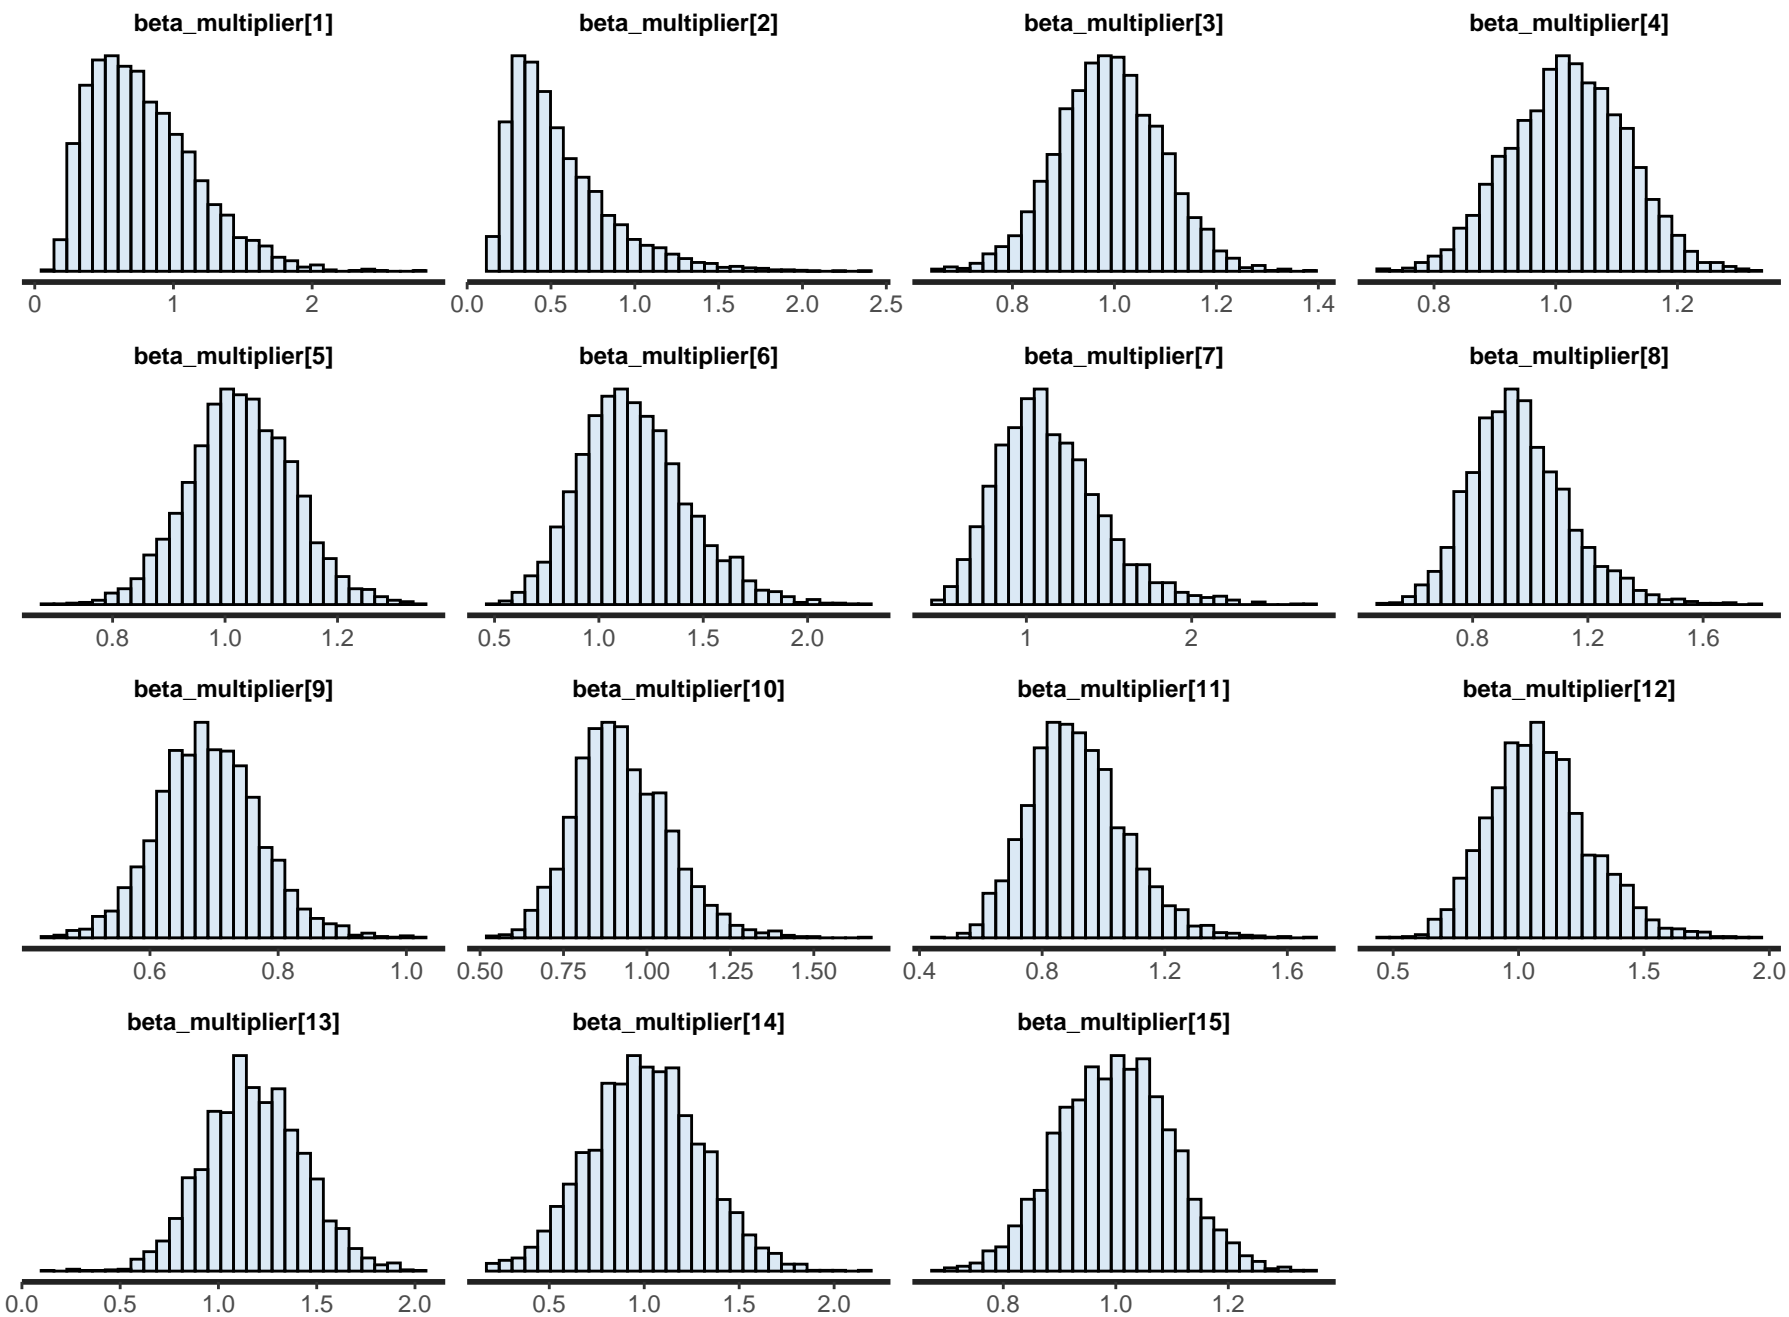 beta_multiplier[1] beta_multiplier[2] beta_multiplier[3] beta_multiplier[4]
0 1 2 0.0 0.5 1.0 1.5 2.0 2.5 0.8 1.0 1.2 1.4 0.8 1.0 1.2
beta_multiplier[5] beta_multiplier[6] beta_multiplier[7] beta_multiplier[8]
0.8 1.0 1.2 0.5 1.0 1.5 2.0 1 2 0.8 1.2 1.6
beta_multiplier[9] beta_multiplier[10] beta_multiplier[11] beta_multiplier[12]
0.6 0.8 1.0 0.50 0.75 1.00 1.25 1.50 0.4 0.8 1.2 1.6 0.5 1.0 1.5 2.0
beta_multiplier[13] beta_multiplier[14] beta_multiplier[15]
0.0 0.5 1.0 1.5 2.0 0.5 1.0 1.5 2.0 0.8 1.0 1.2